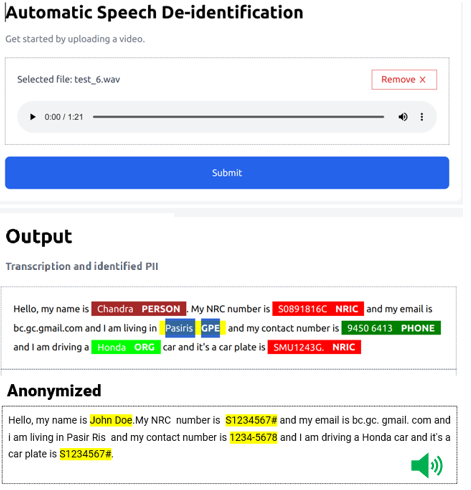 Automatic Speech De-identification
Get started by uploading a video.
Selected file: test_6.wav
Remove X
0:00 / 1:21
Submit
Output
Transcription and identified PII
Hello, my name is Chandra PERSON . My NRC number is S0891816C NRIC and my email is
bc.gc.gmail.com and I am living in Pasiris GPE and my contact number is 9450 6413 PHONE
and I am driving a Honda ORG car and it's a car plate is SMU1243G. NRIC
Anonymized
Hello, my name is John Doe.My NRC number is S1234567# and my email is bc.gc. gmail. com and
i am living in Pasir Ris and my contact number is 1234-5678 and I am driving a Honda car and it's a
car plate is S1234567#.